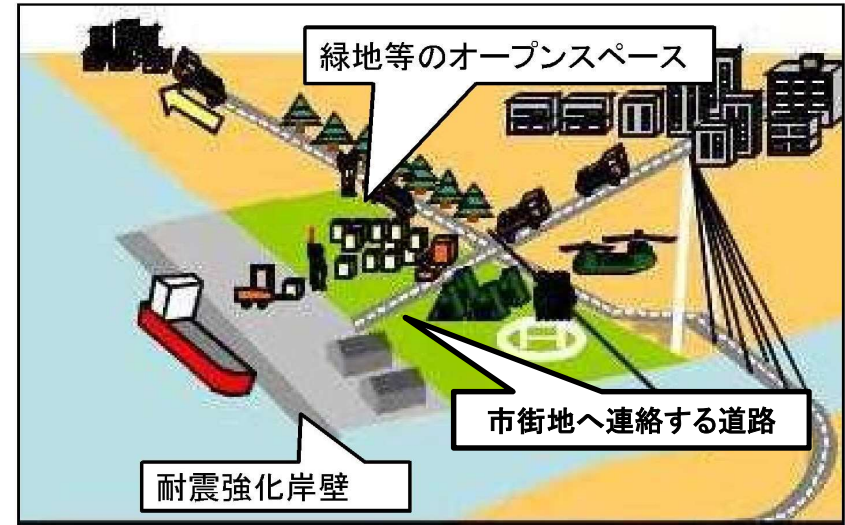 緑地等のオープンスペース
市街地へ連絡する道路
耐震強化岸壁